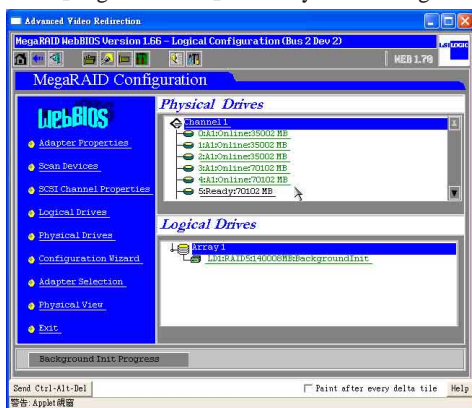 Advanced Video Redirection
MegaRAID WebBIOS Version 1.66 - Logical Configuration (Bus 2 Dev 2)
LSI LOGIC
WEB 1.70
MegaRAID Configuration
WebBIOS
Adapter Properties
Scan Devices
SCSI Channel Properties
Logical Drives
Physical Drives
Configuration Wizard
Adapter Selection
Physical View
Exit
Physical Drives
Channel 1
0:A1:Online:35002 MB
1:A1:Online:35002 MB
2:A1:Online:35002 MB
3:A1:Online:70102 MB
4:A1:Online:70102 MB
5:Ready:70102 MB
Logical Drives
Array 1
LD1:RAID5:140008MB:BackgroundInit
Background Init Progress
Send Ctrl-Alt-Del
Paint after every delta tile
Help
警告: Applet 視窗